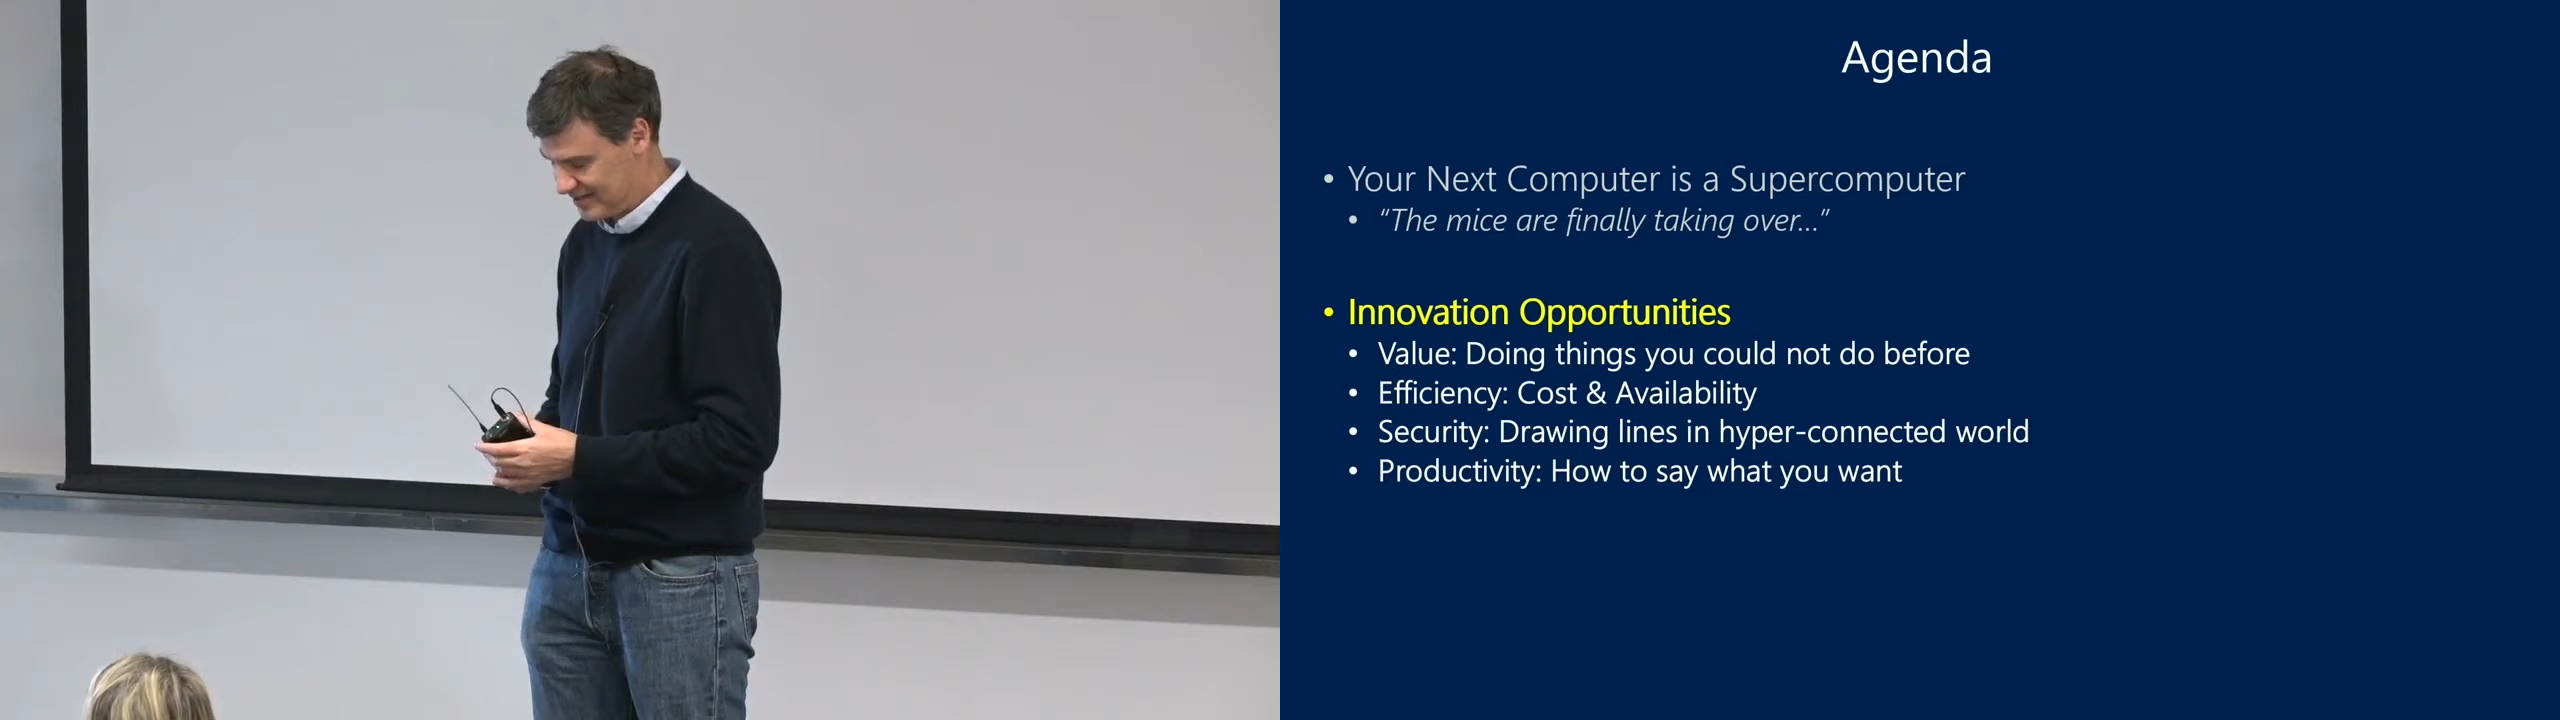 Agenda
• Your Next Computer is a Supercomputer
• “The mice are finally taking over...”
• Innovation Opportunities
• Value: Doing things you could not do before
• Efficiency: Cost & Availability
• Security: Drawing lines in hyper-connected world
• Productivity: How to say what you want